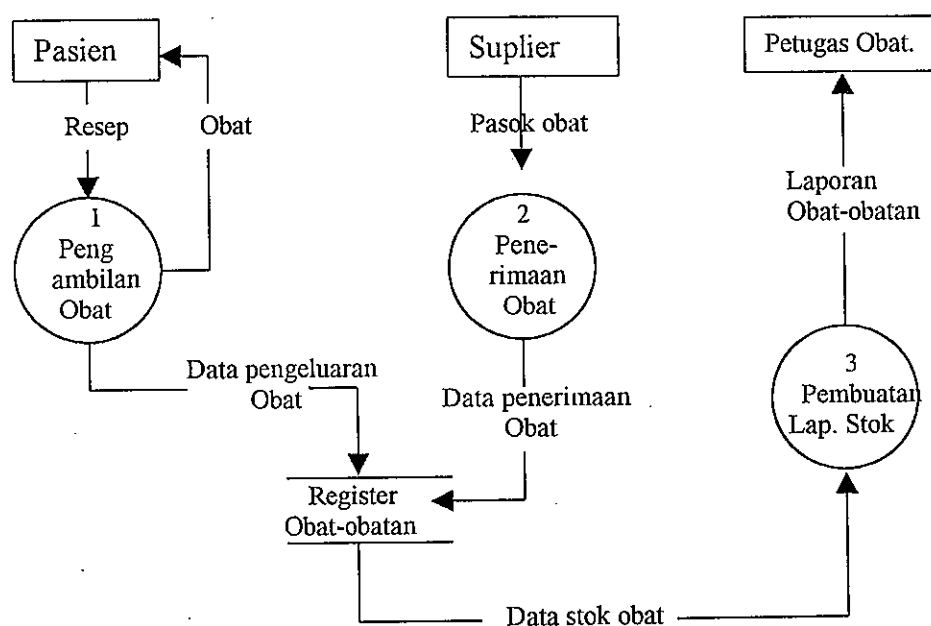 Pasien
Suplier
Petugas Obat.
Resep
Obat
Pasok obat
Laporan
Obat-obatan
1
Peng
ambilan
Obat
2
Pene-
rimaan
Obat
3
Pembuatan
Lap. Stok
Data pengeluaran
Obat
Data penerimaan
Obat
Register
Obat-obatan
Data stok obat